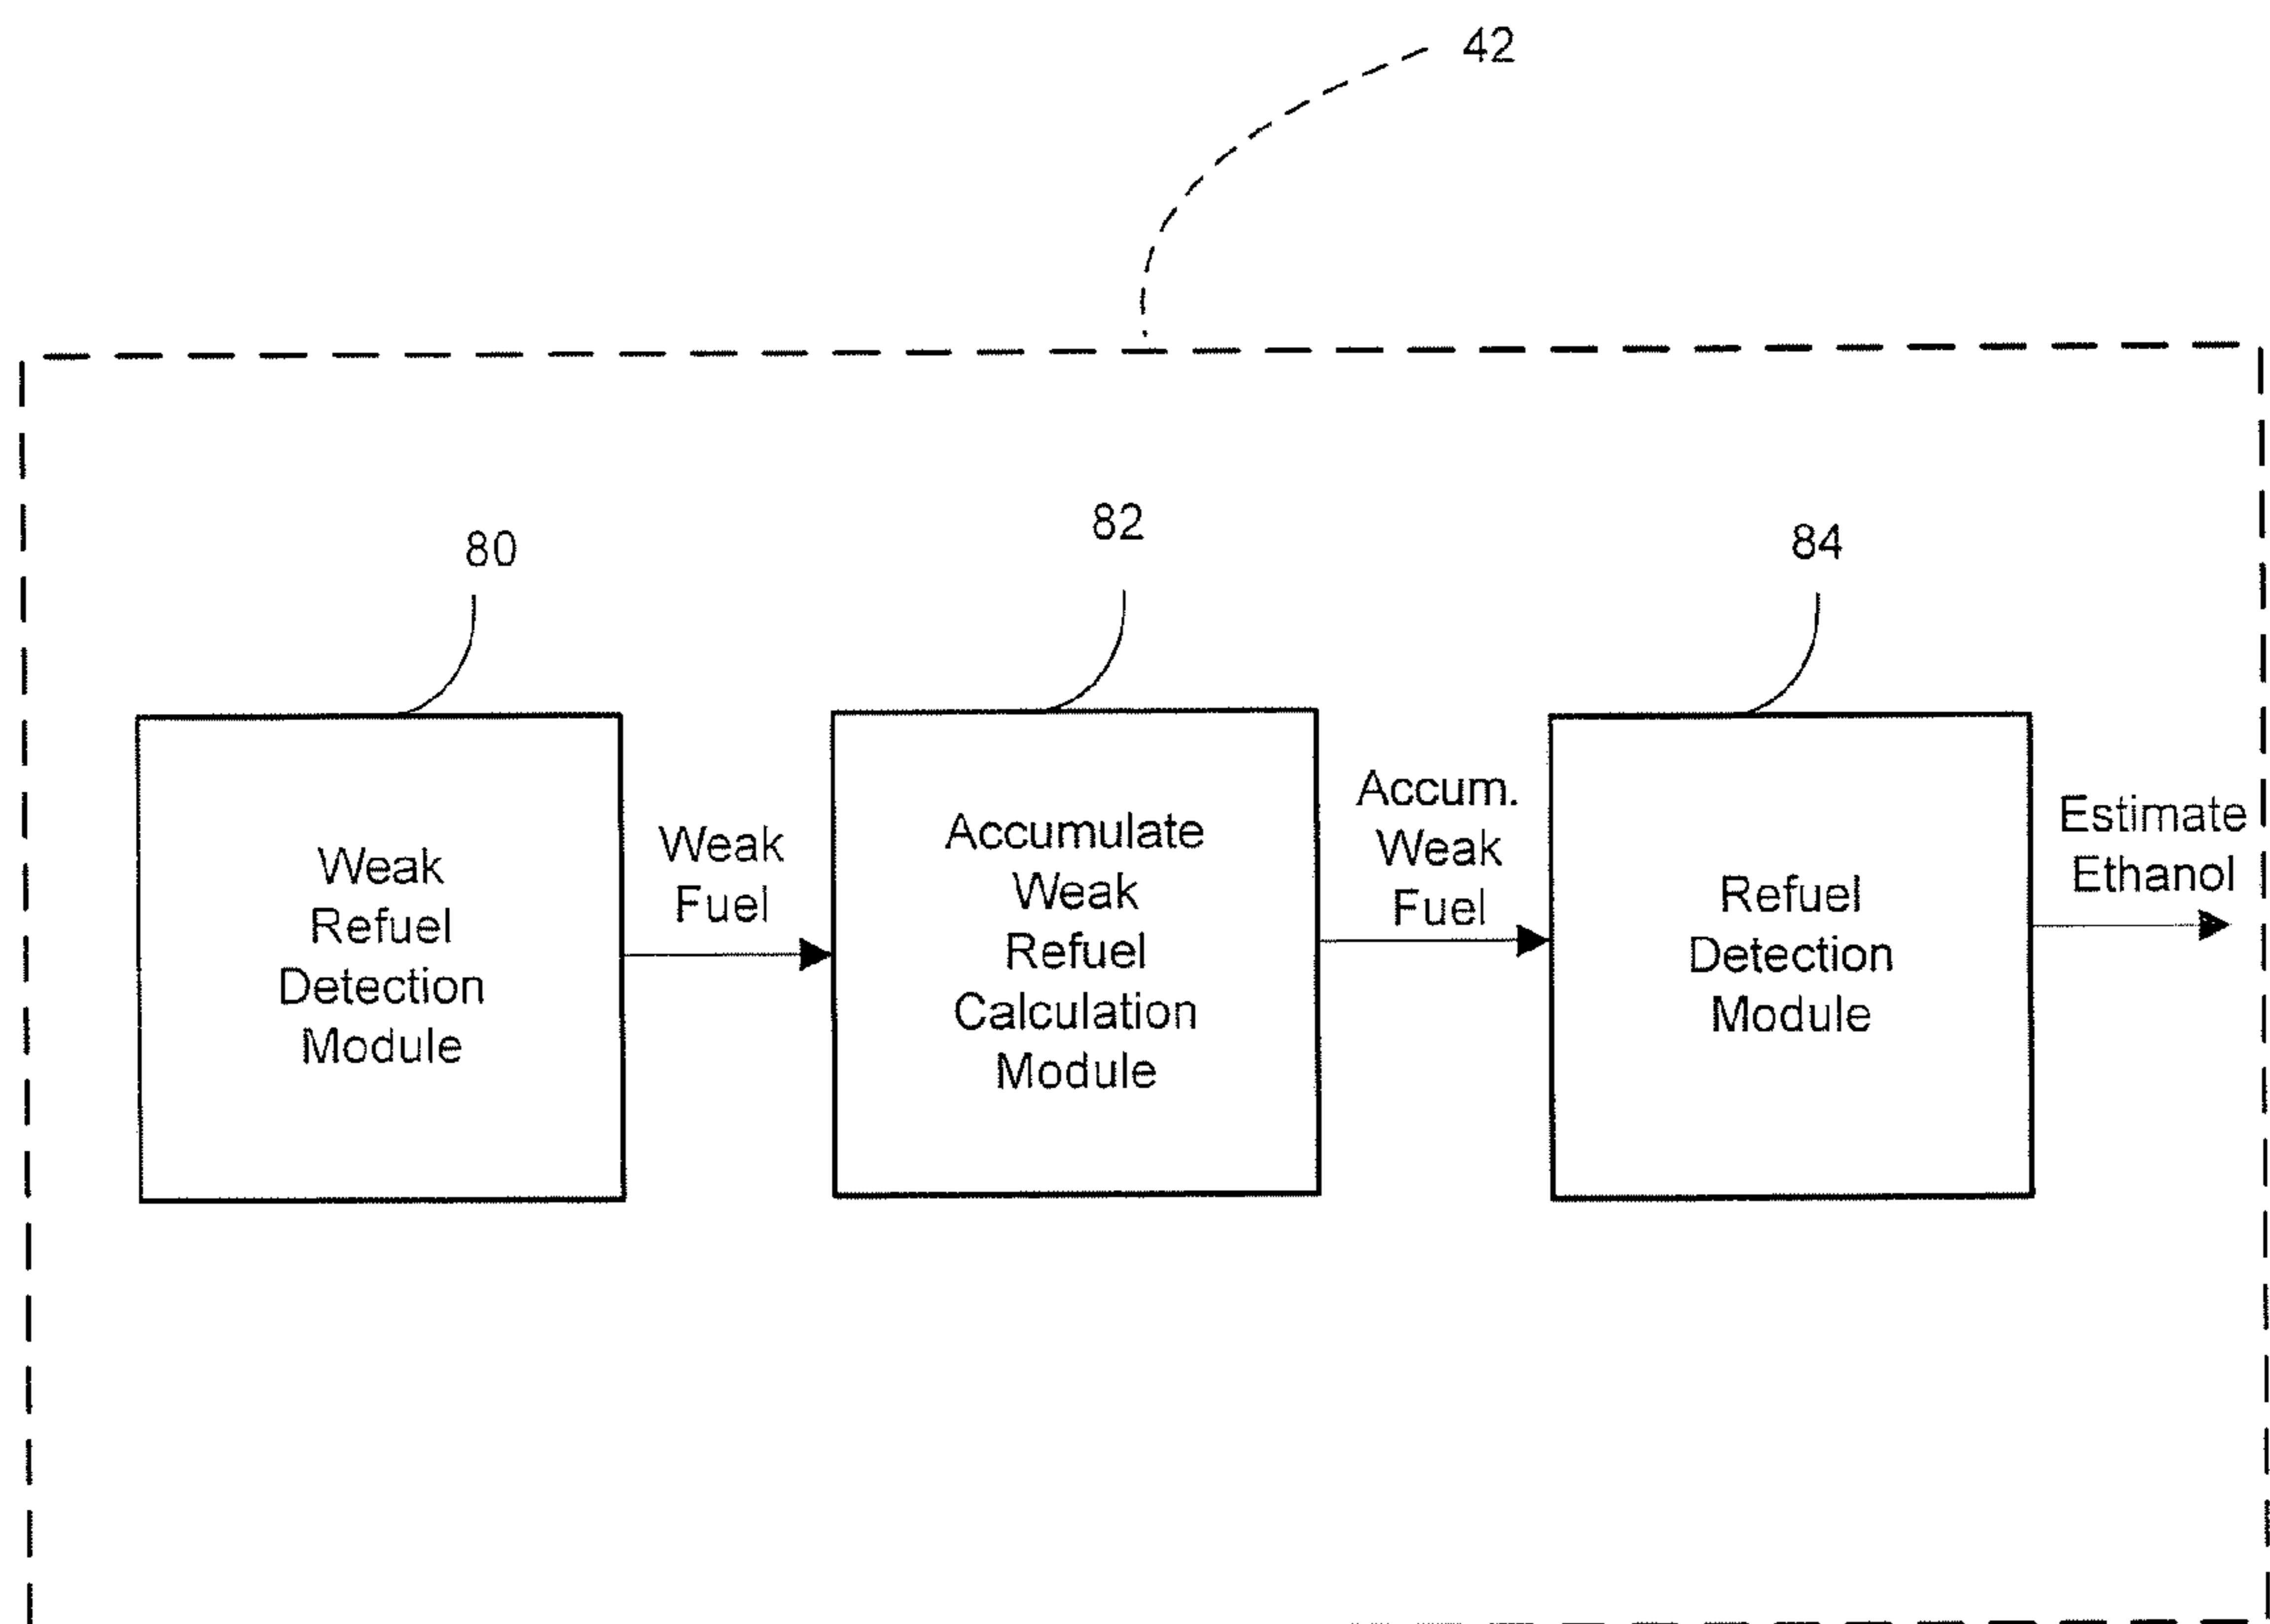 42
80
82
84
Weak
Refuel
Detection
Module
Weak
Fuel
Accumulate
Weak
Refuel
Calculation
Module
Accum.
Weak
Fuel
Refuel
Detection
Module
Estimate
Ethanol